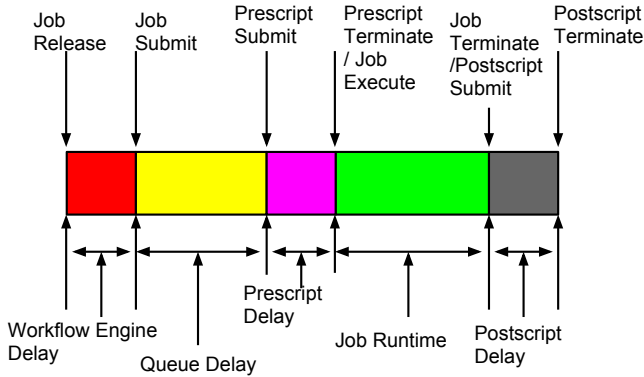 Job
Release
Job
Submit
Prescript
Submit
Prescript
Terminate
/ Job
Execute
Job
Terminate
/Postscript
Submit
Postscript
Terminate
Workflow Engine
Delay
Queue Delay
Prescript
Delay
Job Runtime
Postscript
Delay